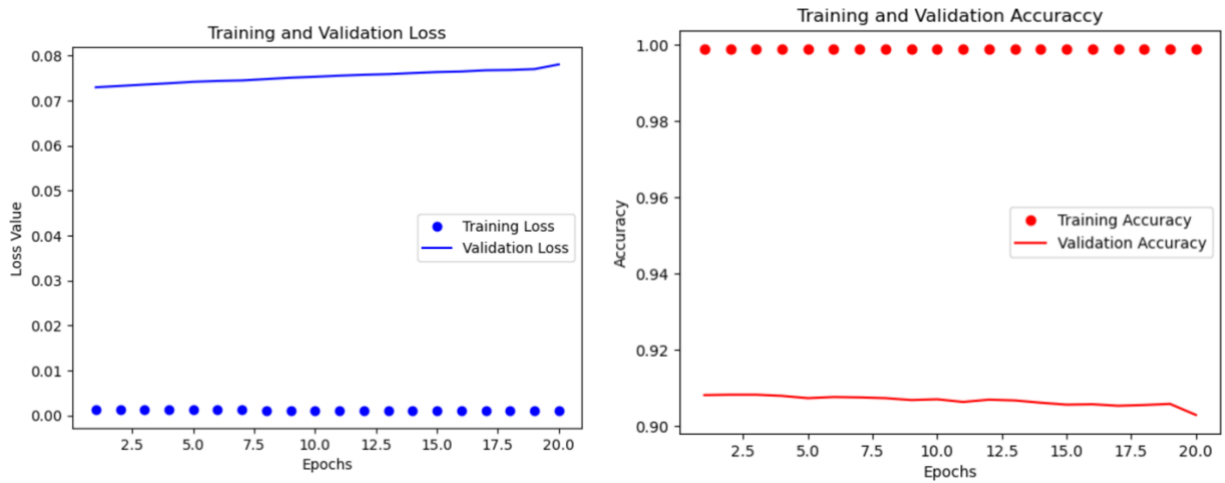 Training and Validation Loss
0.08
0.07
0.06
0.05
0.04
0.03
0.02
0.01
0.00
Loss Value
Training Loss
Validation Loss
2.5 5.0 7.5 10.0 12.5 15.0 17.5 20.0
Epochs
Training and Validation Accuraccy
1.00
0.98
0.96
0.94
0.92
0.90
Accuracy
Training Accuracy
Validation Accuracy
2.5 5.0 7.5 10.0 12.5 15.0 17.5 20.0
Epochs